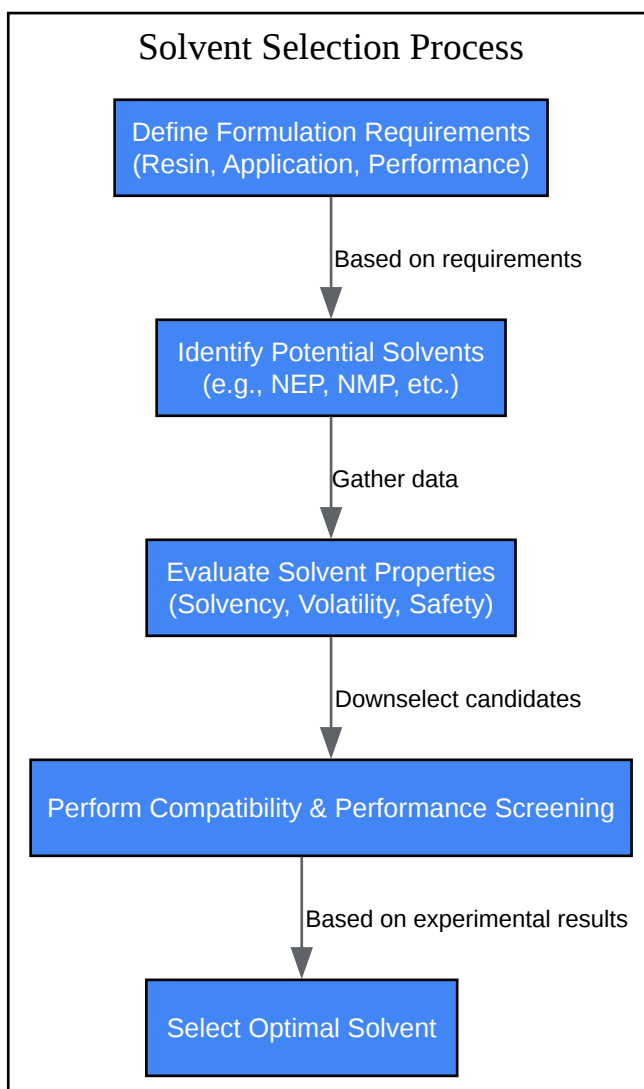 Solvent Selection Process
Define Formulation Requirements
(Resin, Application, Performance)
Based on requirements
Identify Potential Solvents
(e.g., NEP, NMP, etc.)
Gather data
Evaluate Solvent Properties
(Solvency, Volatility, Safety)
Downselect candidates
Perform Compatibility & Performance Screening
Based on experimental results
Select Optimal Solvent